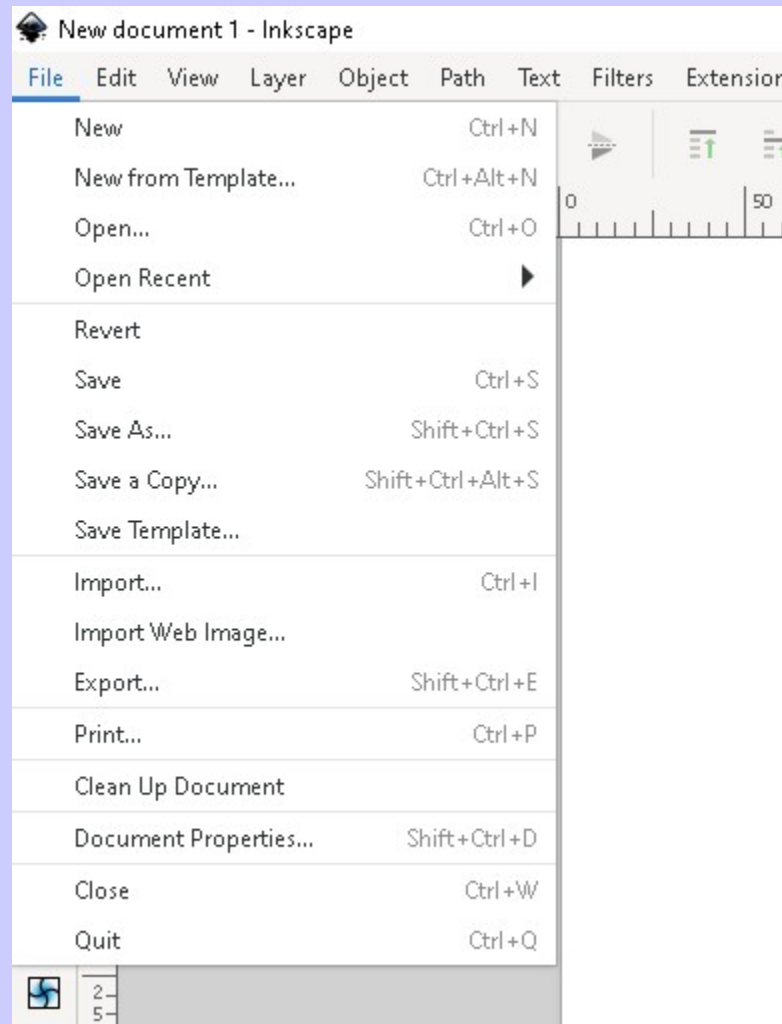 New document 1 - Inkscape
File Edit View Layer Object Path Text Filters Extension
New Ctrl+N
New from Template... Ctrl+Alt+N
Open... Ctrl+O
0 50
Open Recent
Revert
Save Ctrl+S
Save As... Shift+Ctrl+S
Save a Copy... Shift+Ctrl+Alt+S
Save Template...
Import... Ctrl+I
Import Web Image...
Export... Shift+Ctrl+E
Print... Ctrl+P
Clean Up Document
Document Properties... Shift+Ctrl+D
Close Ctrl+W
Quit Ctrl+Q
2
5